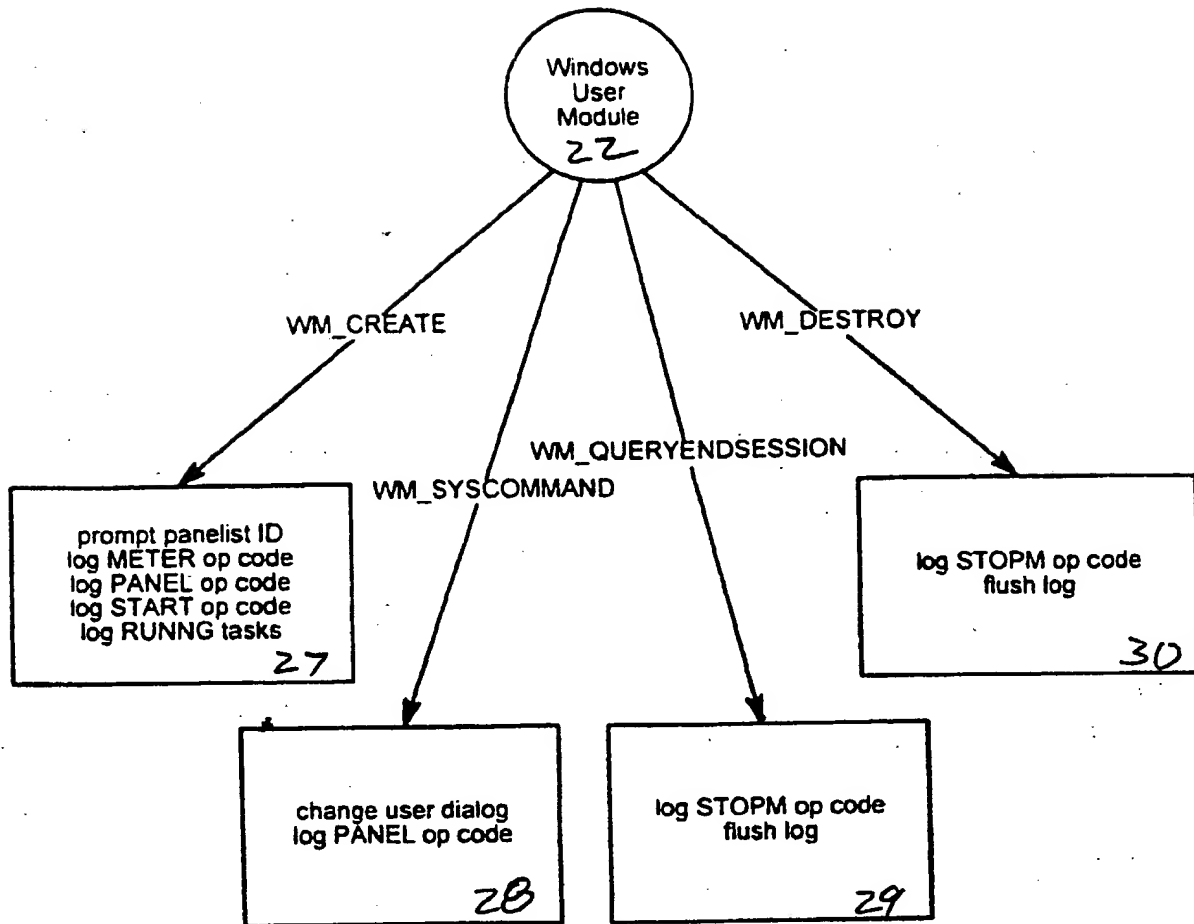 Windows
User
Module
22
WM_CREATE
WM_DESTROY
WM_QUERYENDSESSION
WM_SYSCOMMAND
prompt panelist ID
log METER op code
log PANEL op code
log START op code
log RUNNG tasks
27
log STOPM op code
flush log
30
change user dialog
log PANEL op code
28
log STOPM op code
flush log
29